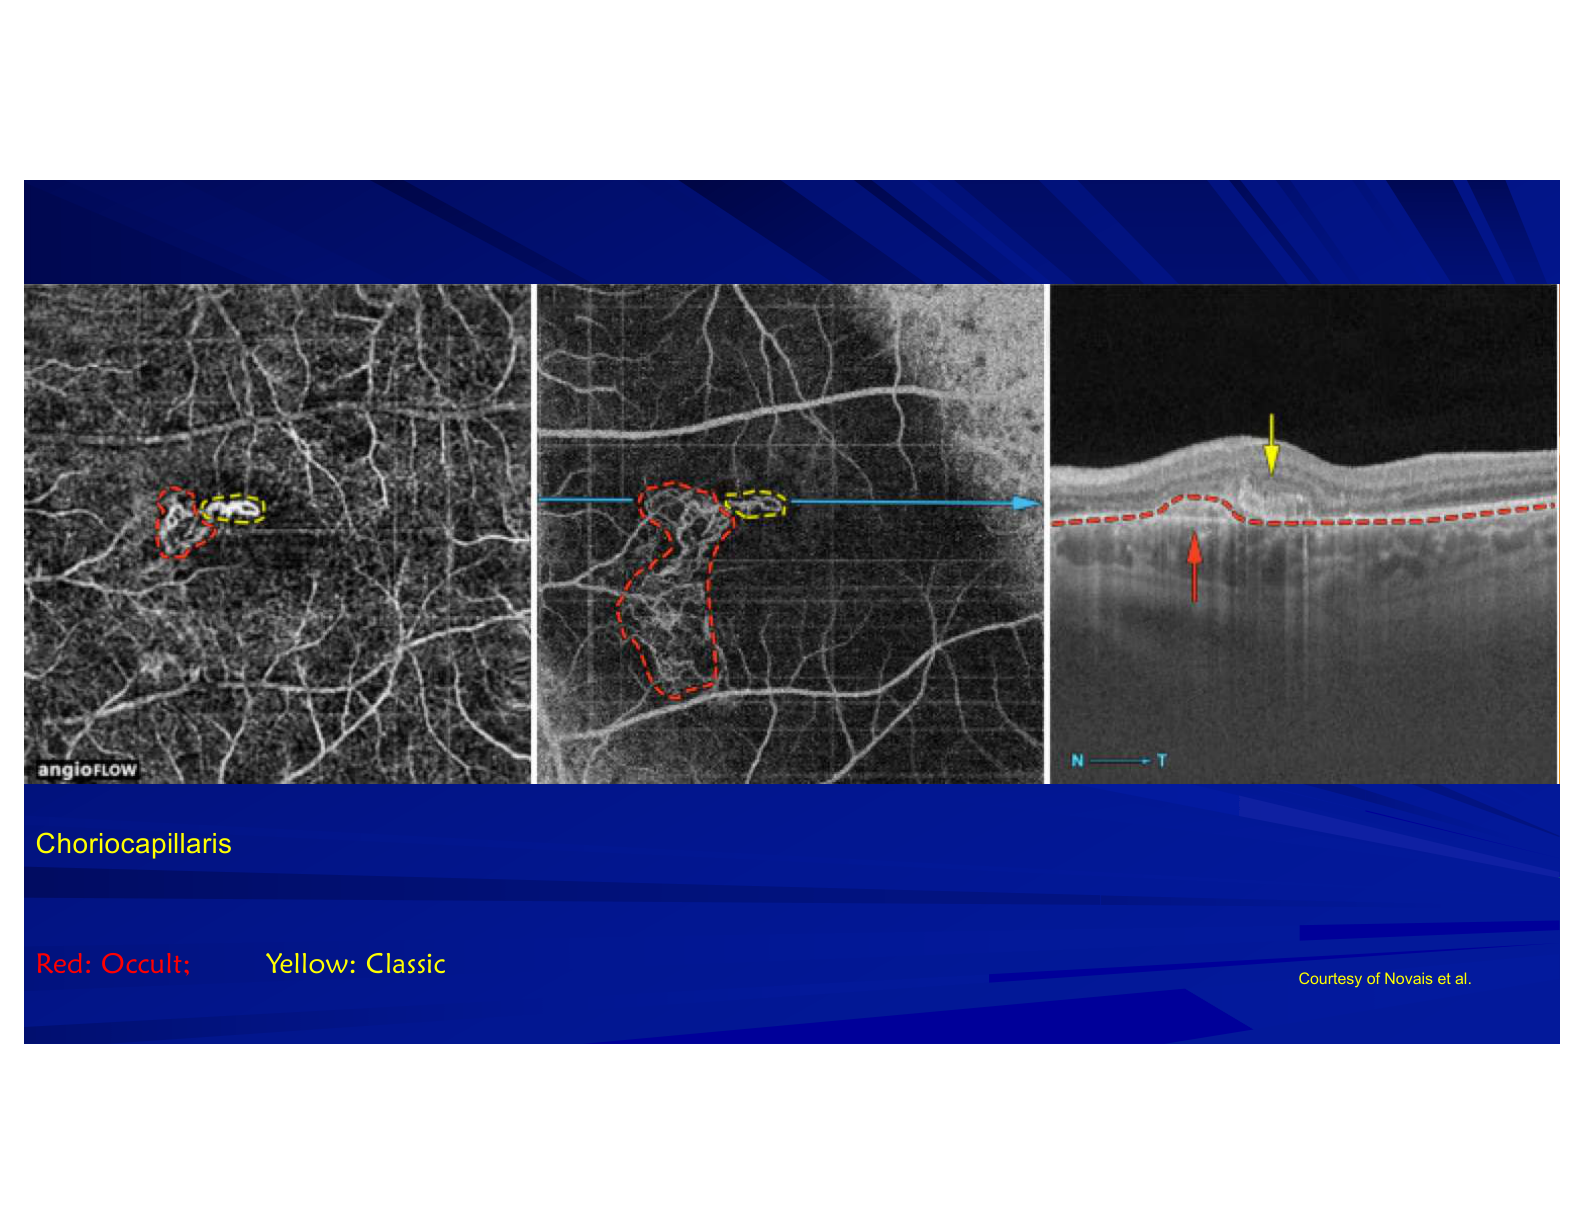 angioFLOW
N T
Choriocapillaris
Red: Occult; Yellow: Classic
Courtesy of Novais et al.